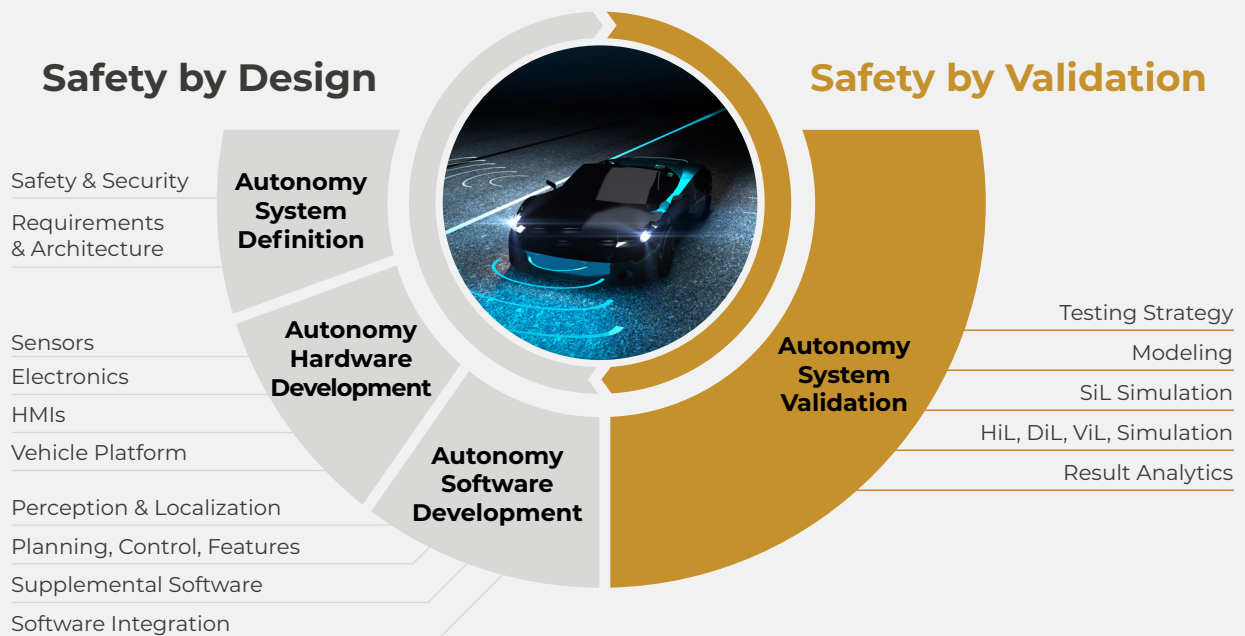 Safety by Design
Safety & Security
Requirements
& Architecture
Autonomy
System
Definition
Sensors
Electronics
HMIs
Vehicle Platform
Autonomy
Hardware
Development
Perception & Localization
Planning, Control, Features
Supplemental Software
Software Integration
Autonomy
Software
Development
Safety by Validation
Autonomy
System
Validation
Testing Strategy
Modeling
SiL Simulation
HiL, DiL, ViL, Simulation
Result Analytics